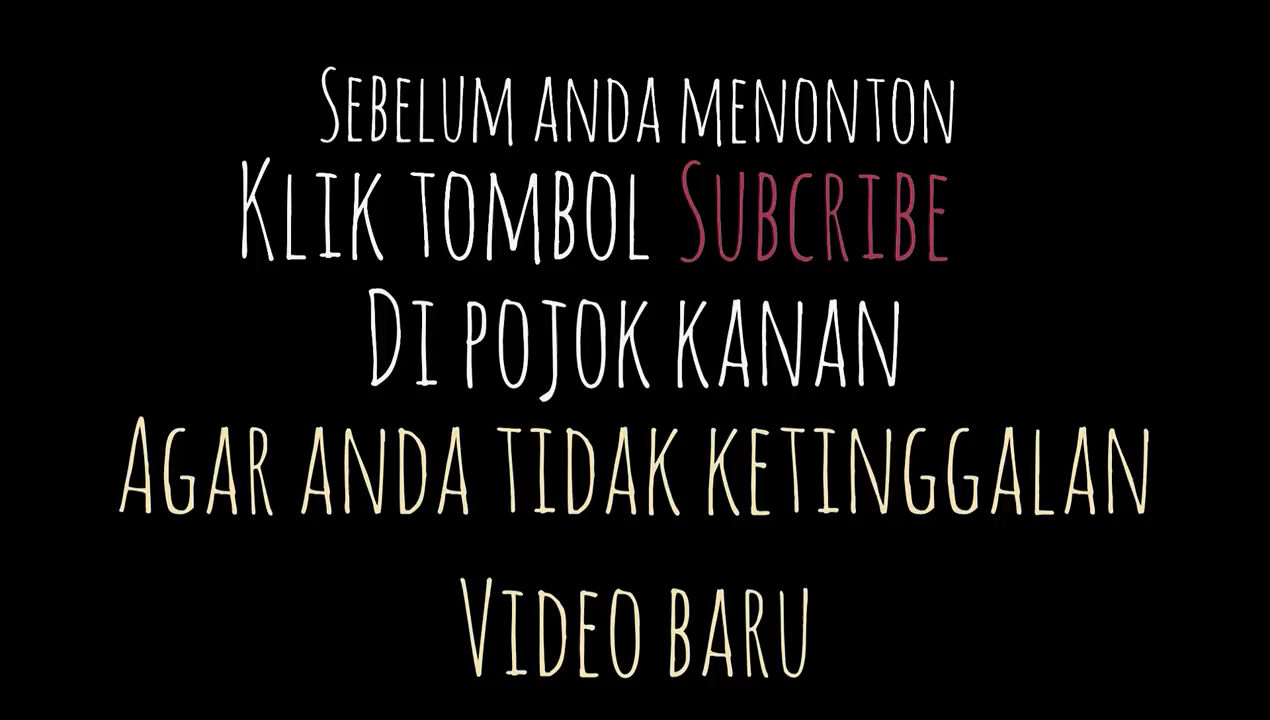 Sebelum anda menonton
Klik tombol Subcribe
Di pojok kanan
Agar anda tidak ketinggalan
Video baru